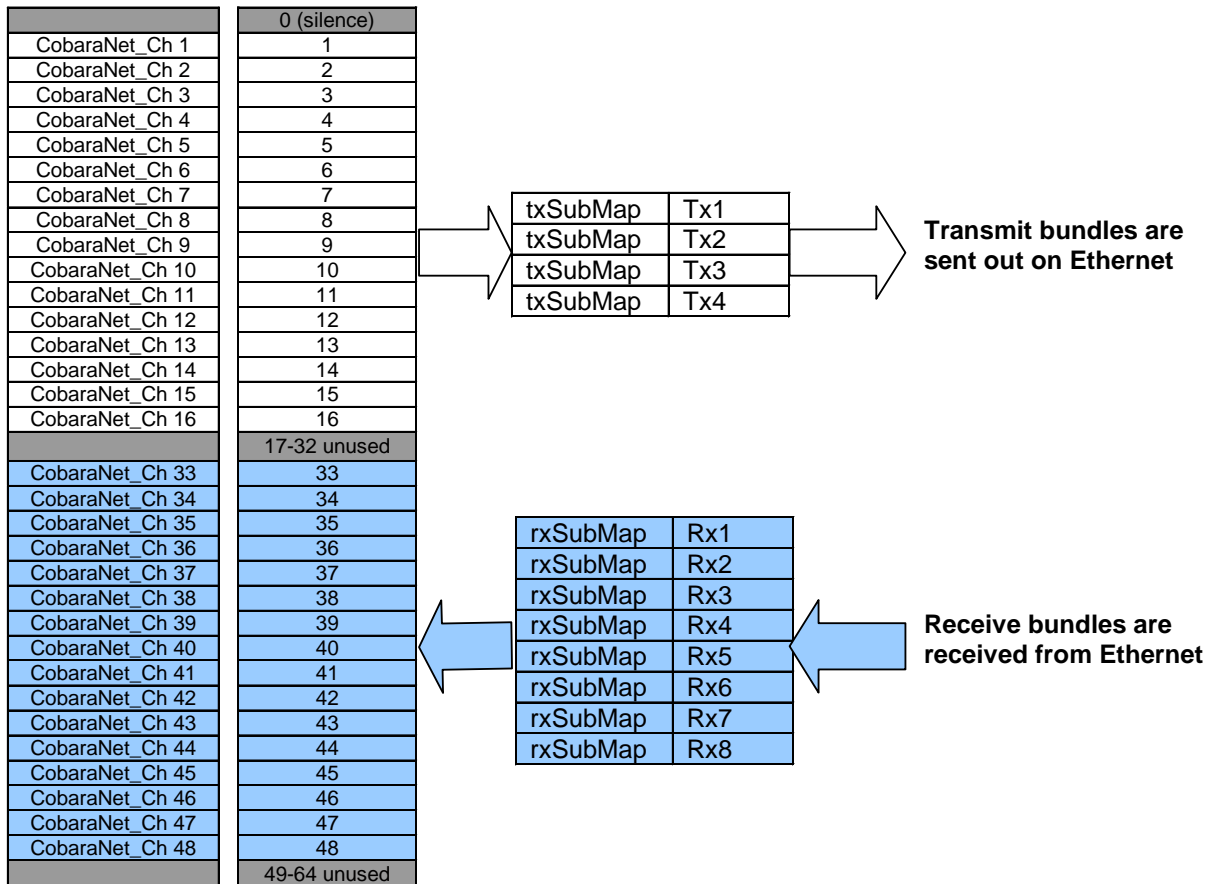 0 (silence)
CobaraNet_Ch 1 1
CobaraNet_Ch 2 2
CobaraNet_Ch 3 3
CobaraNet_Ch 4 4
CobaraNet_Ch 5 5
CobaraNet_Ch 6 6
CobaraNet_Ch 7 7
CobaraNet_Ch 8 8
CobaraNet_Ch 9 9
CobaraNet_Ch 10 10
CobaraNet_Ch 11 11
CobaraNet_Ch 12 12
CobaraNet_Ch 13 13
CobaraNet_Ch 14 14
CobaraNet_Ch 15 15
CobaraNet_Ch 16 16
17-32 unused
CobaraNet_Ch 33 33
CobaraNet_Ch 34 34
CobaraNet_Ch 35 35
CobaraNet_Ch 36 36
CobaraNet_Ch 37 37
CobaraNet_Ch 38 38
CobaraNet_Ch 39 39
CobaraNet_Ch 40 40
CobaraNet_Ch 41 41
CobaraNet_Ch 42 42
CobaraNet_Ch 43 43
CobaraNet_Ch 44 44
CobaraNet_Ch 45 45
CobaraNet_Ch 46 46
CobaraNet_Ch 47 47
CobaraNet_Ch 48 48
49-64 unused
txSubMap Tx1
txSubMap Tx2
txSubMap Tx3
txSubMap Tx4
Transmit bundles are
sent out on Ethernet
rxSubMap Rx1
rxSubMap Rx2
rxSubMap Rx3
rxSubMap Rx4
rxSubMap Rx5
rxSubMap Rx6
rxSubMap Rx7
rxSubMap Rx8
Receive bundles are
received from Ethernet